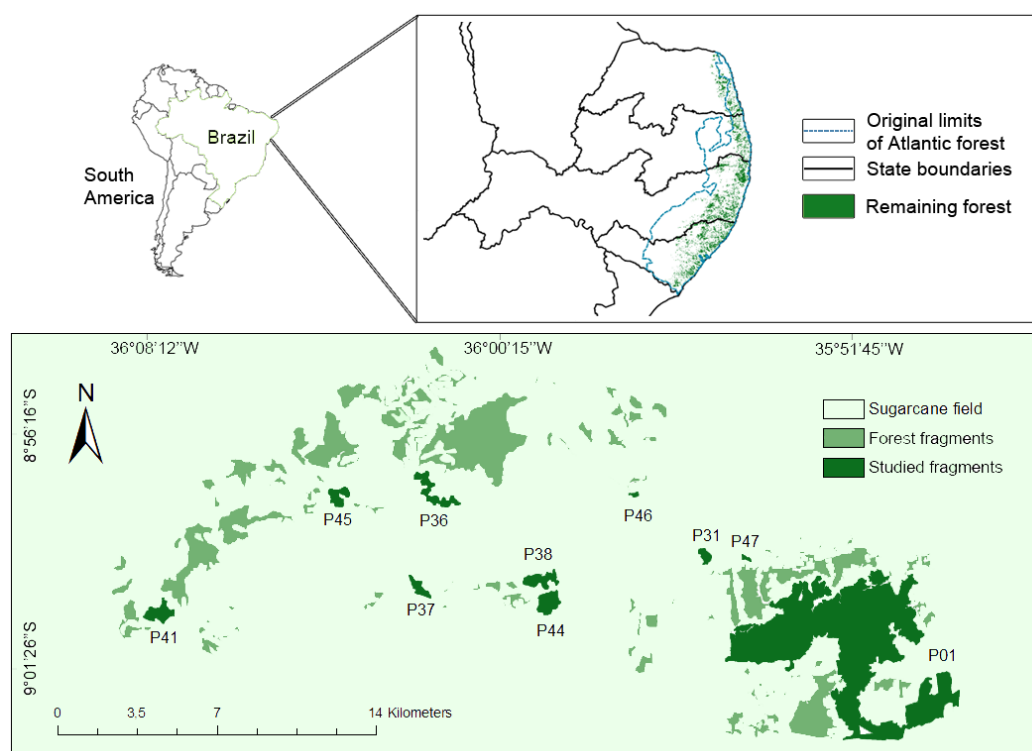 Brazil
South
America
Original limits
of Atlantic forest
State boundaries
Remaining forest
36°08'12''W
36°00'15''W
35°51'45''W
8°56'16''S
9°01'26''S
N
Sugarcane field
Forest fragments
Studied fragments
P45
P36
P46
P31
P47
P38
P37
P44
P41
P01
0
3.5
7
14 Kilometers